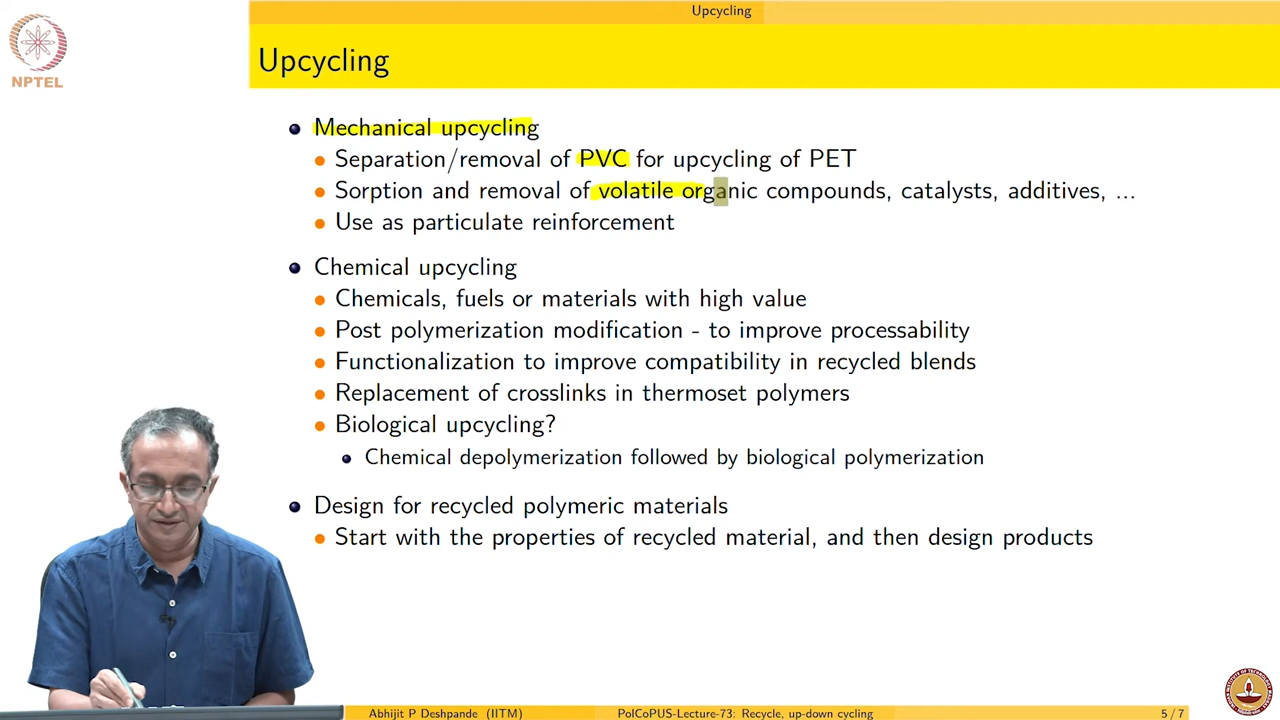 Upcycling
NPTEL
Upcycling
Mechanical upcycling
Separation/removal of PVC for upcycling of PET
Sorption and removal of volatile organic compounds, catalysts, additives, ...
Use as particulate reinforcement
Chemical upcycling
Chemicals, fuels or materials with high value
Post polymerization modification - to improve processability
Functionalization to improve compatibility in recycled blends
Replacement of crosslinks in thermoset polymers
Biological upcycling?
Chemical depolymerization followed by biological polymerization
Design for recycled polymeric materials
Start with the properties of recycled material, and then design products
Abhijit P Deshpande (IITM) PolCoPUS-Lecture-73: Recycle, up-down cycling 5/7